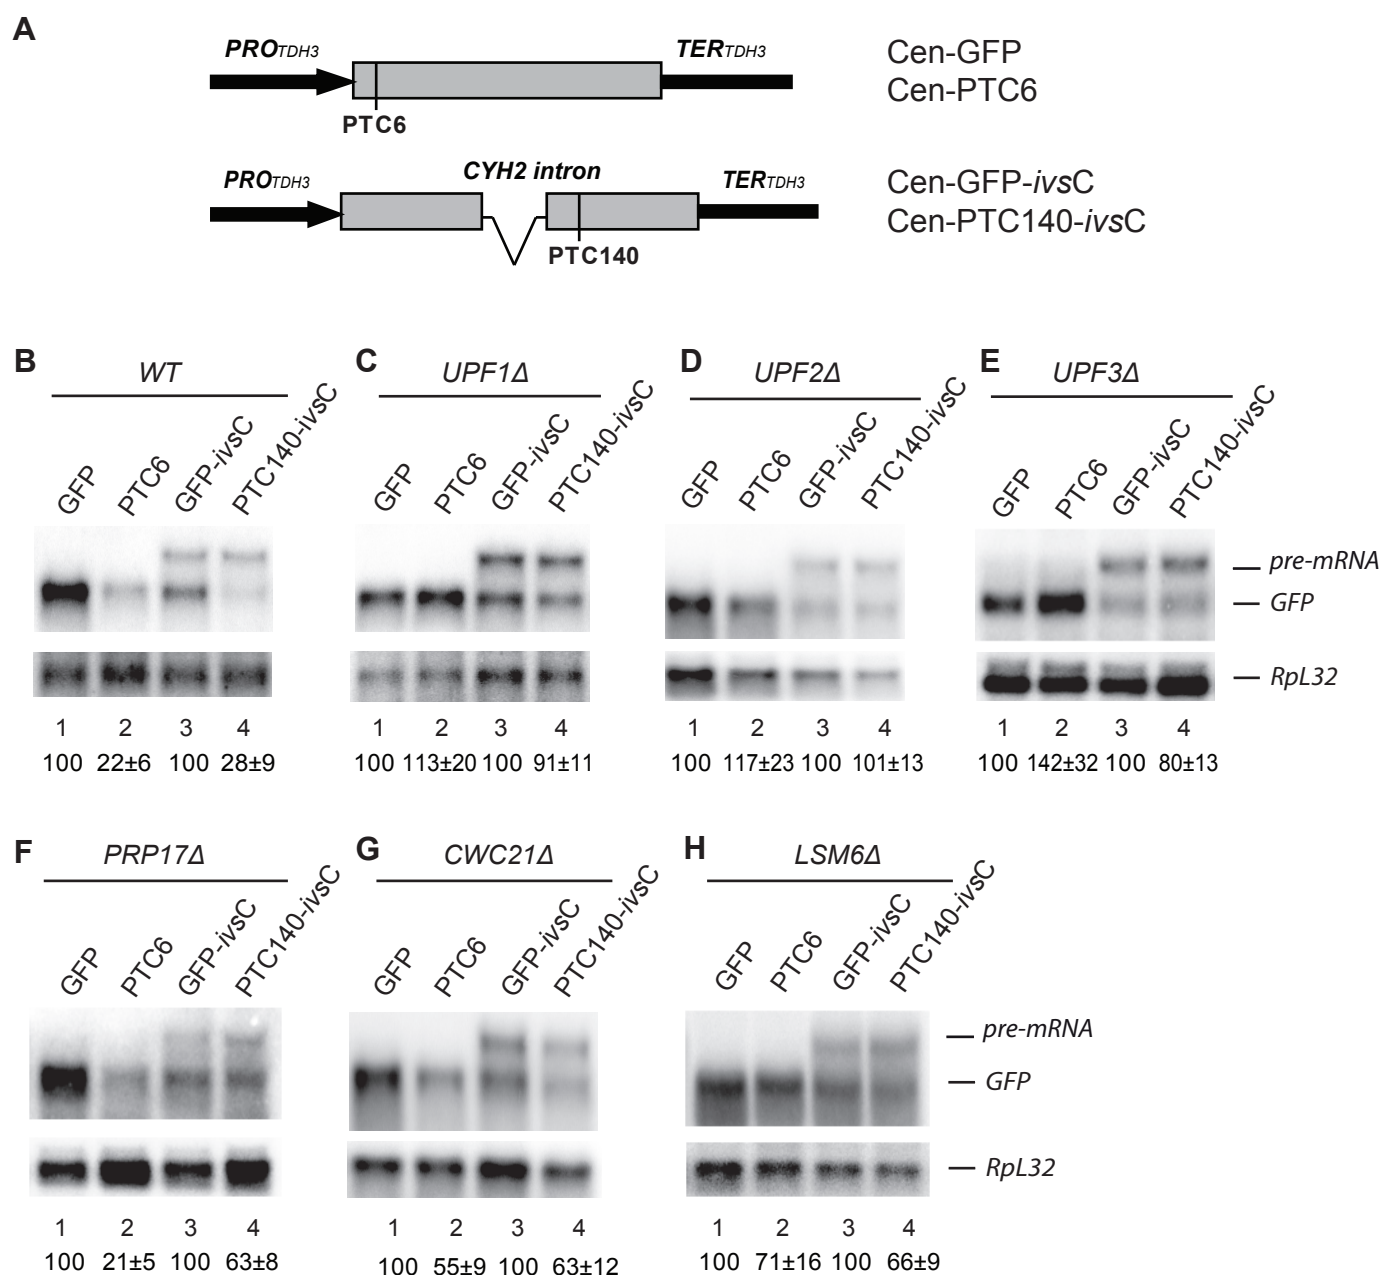 A
PROTDH3 TERTDH3 Cen-GFP
Cen-PTC6
PTC6
CYH2 intron
PROTDH3 TERTDH3 Cen-GFP-ivsC
Cen-PTC140-ivsC
PTC140
B WT C UPF1Δ D UPF2Δ E UPF3Δ
GFP PTC6 GFP-ivsC PTC140-ivsC GFP PTC6 GFP-ivsC PTC140-ivsC GFP PTC6 GFP-ivsC PTC140-ivsC GFP PTC6 GFP-ivsC PTC140-ivsC
pre-mRNA
GFP
RpL32
1 2 3 4 1 2 3 4 1 2 3 4 1 2 3 4
100 22±6 100 28±9 100 113±20 100 91±11 100 117±23 100 101±13 100 142±32 100 80±13
F PRP17Δ G CWC21Δ H LSM6Δ
GFP PTC6 GFP-ivsC PTC140-ivsC GFP PTC6 GFP-ivsC PTC140-ivsC GFP PTC6 GFP-ivsC PTC140-ivsC
pre-mRNA
GFP
RpL32
1 2 3 4 1 2 3 4 1 2 3 4
100 21±5 100 63±8 100 55±9 100 63±12 100 71±16 100 66±9